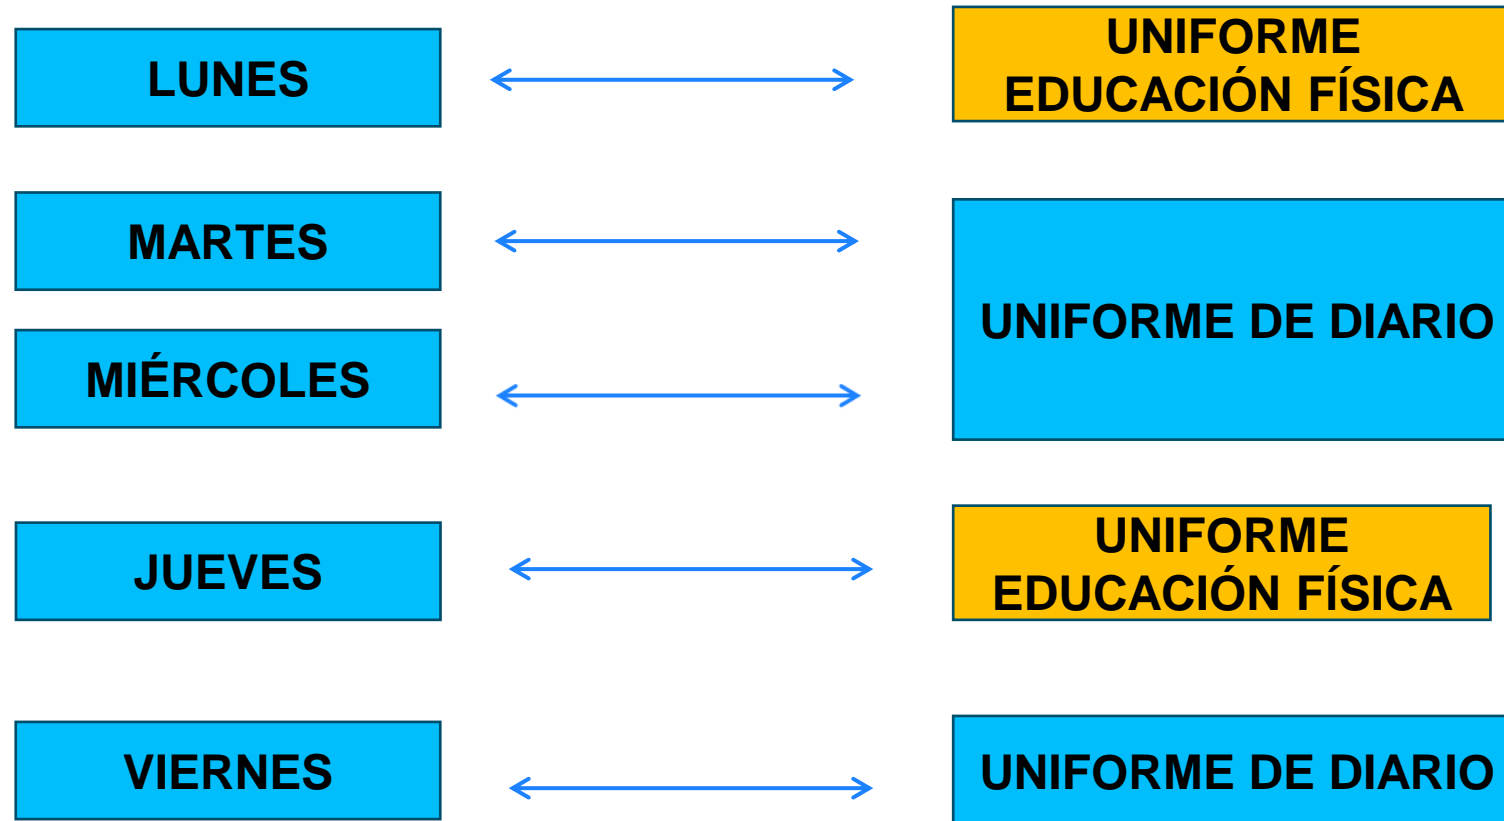 LUNES
UNIFORME
EDUCACIÓN FÍSICA
MARTES
UNIFORME DE DIARIO
MIÉRCOLES
JUEVES
UNIFORME
EDUCACIÓN FÍSICA
VIERNES
UNIFORME DE DIARIO